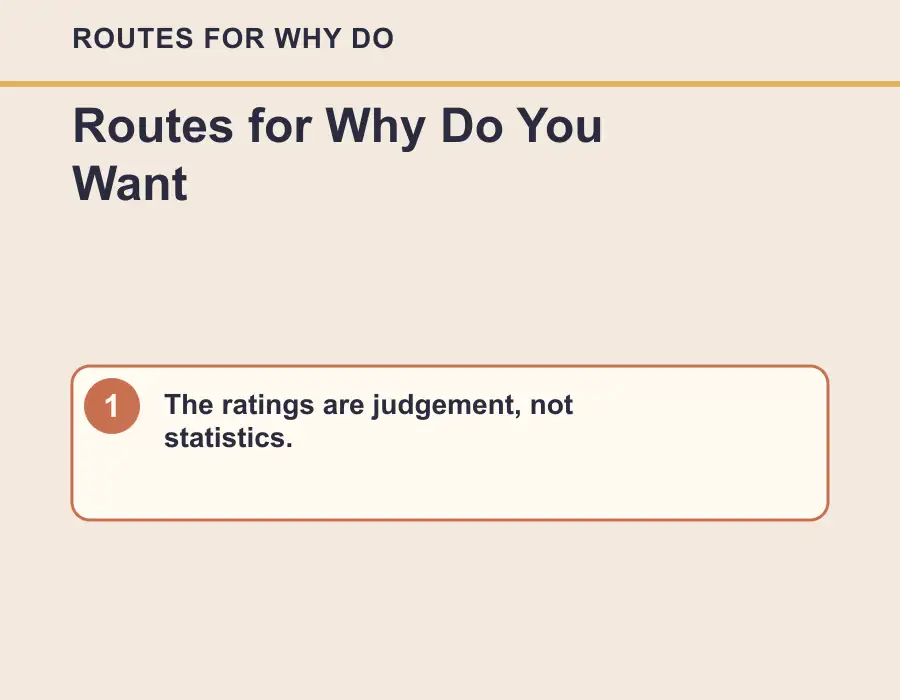 ROUTES FOR WHY DO
Routes for Why Do You
Want
1
The ratings are judgement, not
statistics.